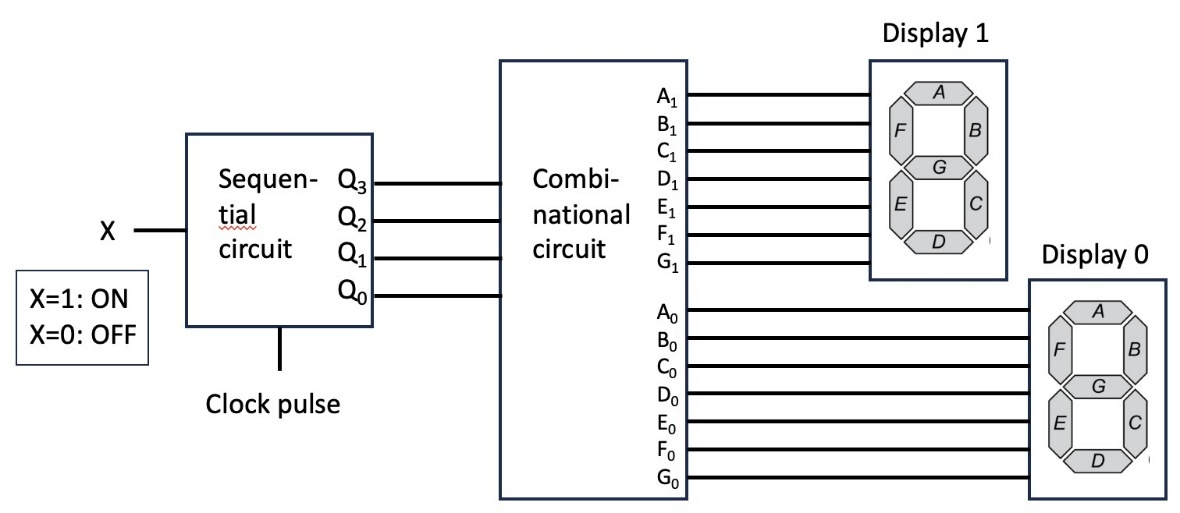 Display 1
A₁
B₁
C₁
D₁
E₁
F₁
G₁
A
F
B
G
E
C
D
Sequen-
tial
circuit
Q₃
Q₂
Q₁
Q₀
X
X=1: ON
X=0: OFF
Clock pulse
Combi-
national
circuit
Display 0
A₀
B₀
C₀
D₀
E₀
F₀
G₀
A
F
B
G
E
C
D